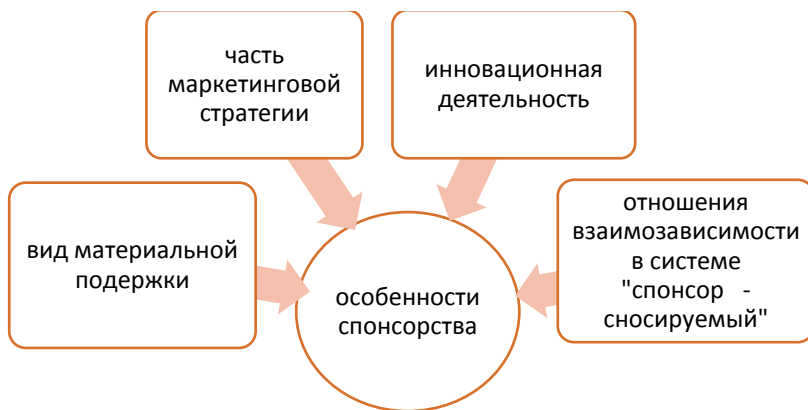 часть
маркетинговой
стратегии
инновационная
деятельность
вид материальной
подержки
отношения
взаимозависимости
в системе
"спонсор -
сносируемый"
особенности
спонсорства